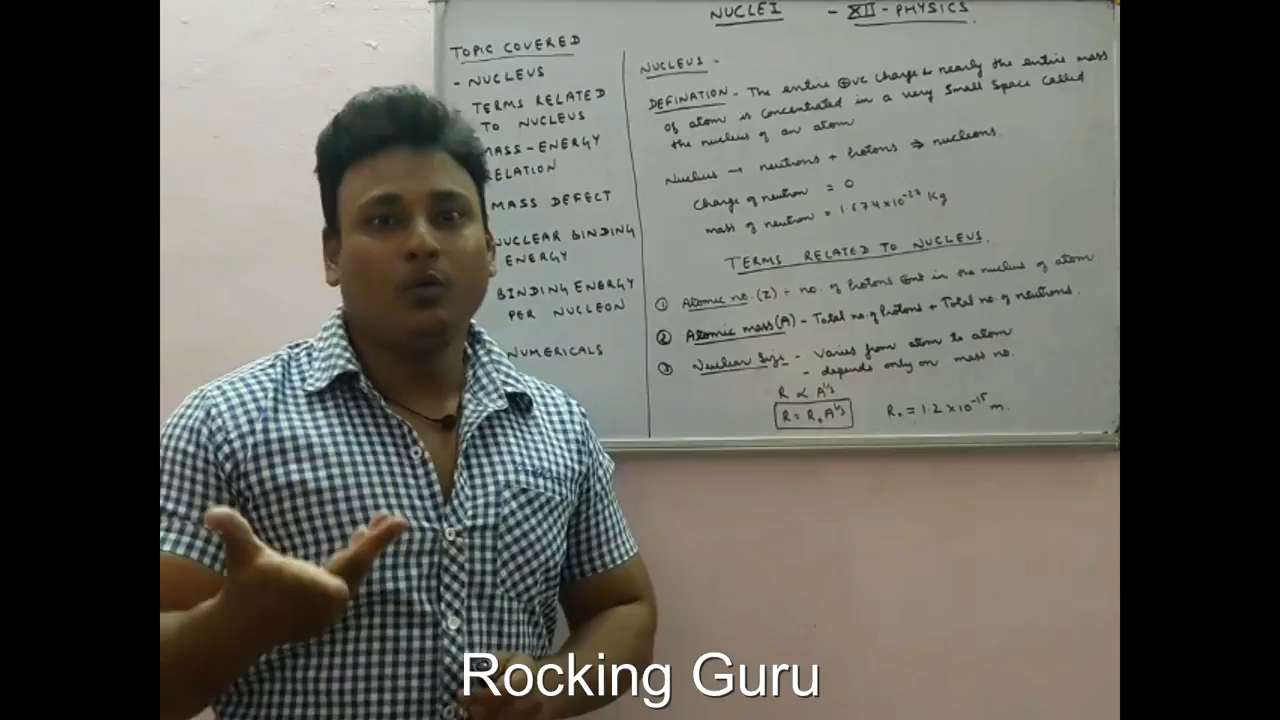 NUCLEI - XII - PHYSICS
TOPIC COVERED
- NUCLEUS
- TERMS RELATED
TO NUCLEUS
MASS-ENERGY
RELATION
MASS DEFECT
NUCLEAR BINDING
ENERGY
BINDING ENERGY
PER NUCLEON
NUMERICALS
NUCLEUS -
DEFINATION - The entire ⊕ve charge & nearly the entire mass
of atom is concentrated in a very small space called
the nucleus of an atom
Nucleus → neutrons + protons ⇒ nucleons.
Charge of neutron = 0
mass of neutron = 1.674 × 10⁻²⁷ Kg
TERMS RELATED TO NUCLEUS
① Atomic no. (Z) ÷ no. of protons in the nucleus of atom
② Atomic mass (A) - Total no. of protons + Total no. of neutrons.
③ Nuclear Size - varies from atom to atom
- depends only on mass no.
R ∝ A^1/3
R = R₀ A^1/3 R₀ = 1.2 × 10⁻¹⁵ m.
Rocking Guru